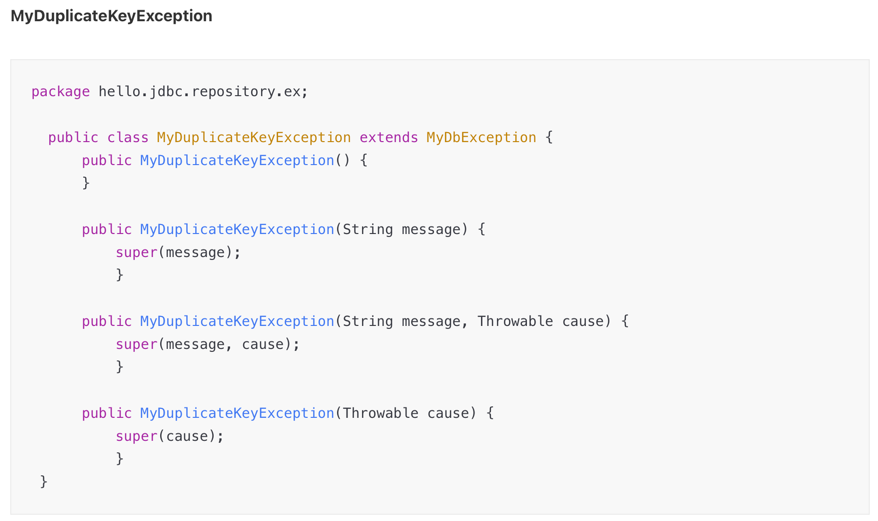 MyDuplicateKeyException
package hello.jdbc.repository.ex;
public class MyDuplicateKeyException extends MyDbException {
public MyDuplicateKeyException() {
}
public MyDuplicateKeyException(String message) {
super(message);
}
public MyDuplicateKeyException(String message, Throwable cause) {
super(message, cause);
}
public MyDuplicateKeyException(Throwable cause) {
super(cause);
}
}